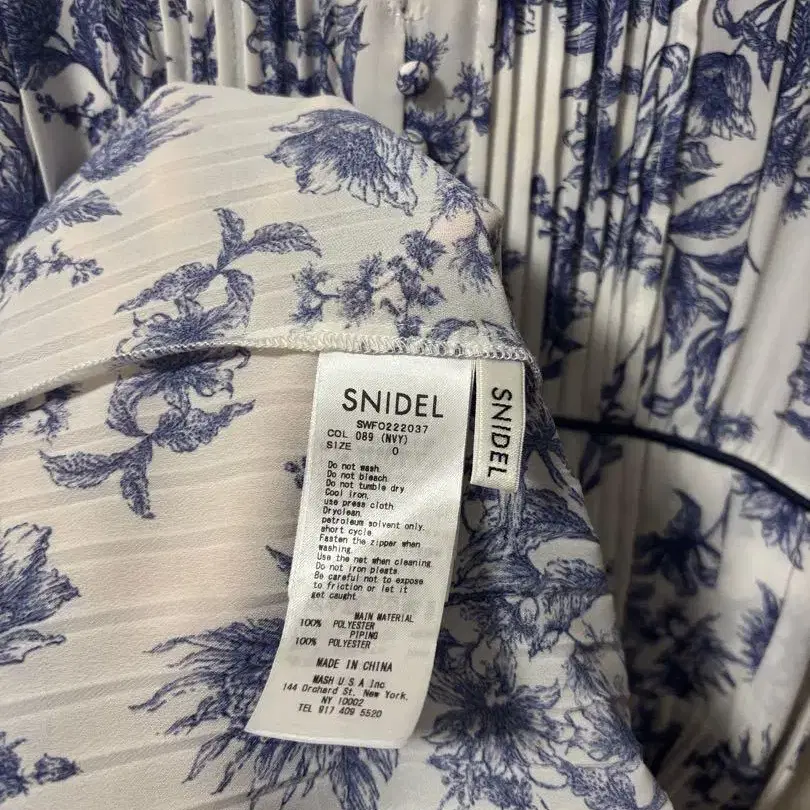 SNIDEL
SWFO222037
COL 089 (NVY)
SIZE 0
Do not wash.
Do not bleach
Do not tumble dry
Cool iron.
use press cloth
Dryclean.
petroleum solvent only.
short cycle
Fasten the zipper when
washing.
Use the net when cleaning
Do not iron pleats.
Be careful not to expose
to friction or let it
get caught.
MAIN MATERIAL
100% POLYESTER
PIPING
100% POLYESTER
MADE IN CHINA
MASH U S A Inc
144 Orchard St. New York.
NY 10002
TEL 917 409 5520
SNIDEL